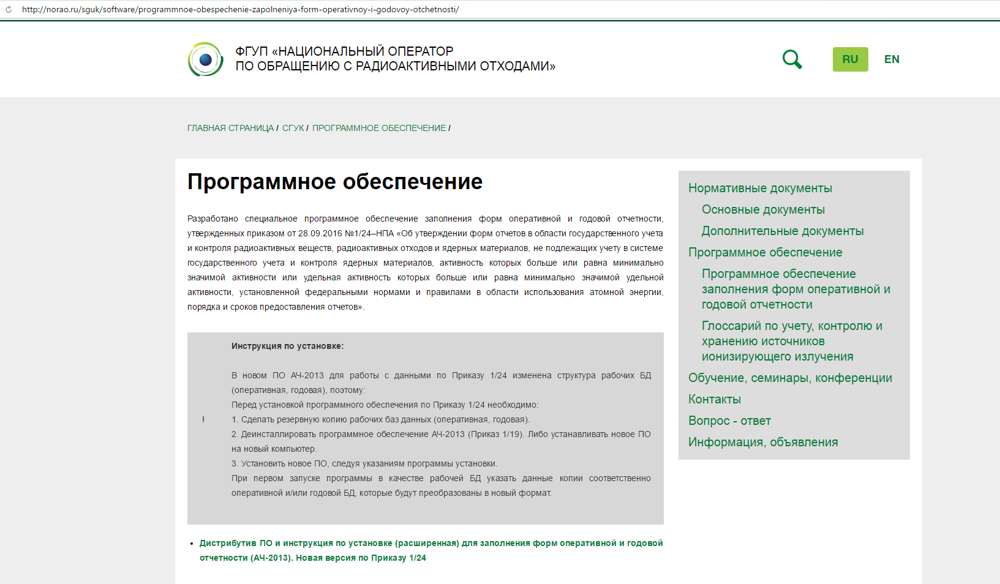 http://norao.ru/sguk/software/programmnoe-obespechenie-zapolneniya-form-operativnoy-i-godovoy-otchetnosti/
ФГУП «НАЦИОНАЛЬНЫЙ ОПЕРАТОР
ПО ОБРАЩЕНИЮ С РАДИОАКТИВНЫМИ ОТХОДАМИ»
RU
EN
ГЛАВНАЯ СТРАНИЦА / СГУК / ПРОГРАММНОЕ ОБЕСПЕЧЕНИЕ /
Программное обеспечение
Разработано специальное программное обеспечение заполнения форм оперативной и годовой отчетности,
утвержденных приказом от 28.09.2016 №1/24–НПА «Об утверждении форм отчетов в области государственного учета
и контроля радиоактивных веществ, радиоактивных отходов и ядерных материалов, не подлежащих учету в системе
государственного учета и контроля ядерных материалов, активность которых больше или равна минимально
значимой активности или удельная активность которых больше или равна минимально значимой удельной
активности, установленной федеральными нормами и правилами в области использования атомной энергии,
порядка и сроков предоставления отчетов».
Инструкция по установке:
В новом ПО АЧ-2013 для работы с данными по Приказу 1/24 изменена структура рабочих БД
(оперативная, годовая), поэтому:
Перед установкой программного обеспечения по Приказу 1/24 необходимо:
!
1. Сделать резервную копию рабочих баз данных (оперативная, годовая).
2. Деинсталлировать программное обеспечение АЧ-2013 (Приказ 1/19). Либо устанавливать новое ПО
на новый компьютер.
3. Установить новое ПО, следуя указаниям программы установки.
При первом запуске программы в качестве рабочей БД указать данные копии соответственно
оперативной и/или годовой БД, которые будут преобразованы в новый формат.
• Дистрибутив ПО и инструкция по установке (расширенная) для заполнения форм оперативной и годовой
отчетности (АЧ-2013). Новая версия по Приказу 1/24
Нормативные документы
Основные документы
Дополнительные документы
Программное обеспечение
Программное обеспечение
заполнения форм оперативной и
годовой отчетности
Глоссарий по учету, контролю и
хранению источников
ионизирующего излучения
Обучение, семинары, конференции
Контакты
Вопрос - ответ
Информация, объявления